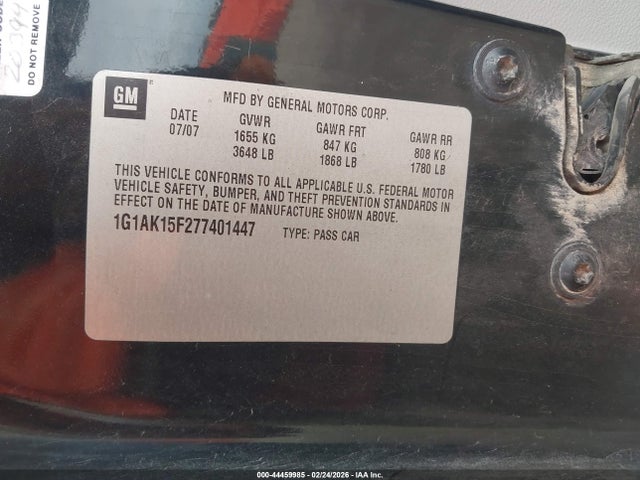 DO NOT REMOVE
GM
MFD BY GENERAL MOTORS CORP.
DATE GVWR GAWR FRT GAWR RR
07/07 1655 KG 847 KG 808 KG
3648 LB 1868 LB 1780 LB
THIS VEHICLE CONFORMS TO ALL APPLICABLE U.S. FEDERAL MOTOR
VEHICLE SAFETY, BUMPER, AND THEFT PREVENTION STANDARDS IN
EFFECT ON THE DATE OF MANUFACTURE SHOWN ABOVE.
1G1AK15F277401447 TYPE: PASS CAR
000-44459985 - 02/24/2026 - IAA Inc.